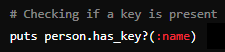 # Checking if a key is present
puts person.has_key?(:name)